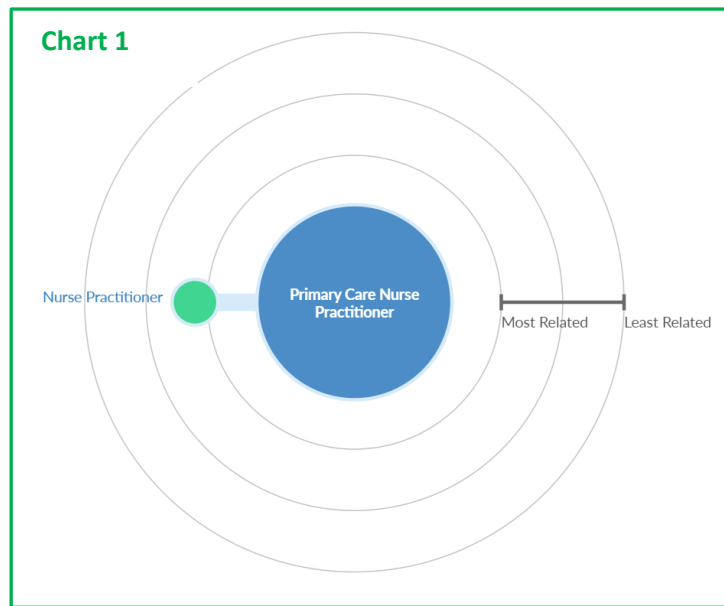 Chart 1
Nurse Practitioner
Primary Care Nurse
Practitioner
Most Related
Least Related